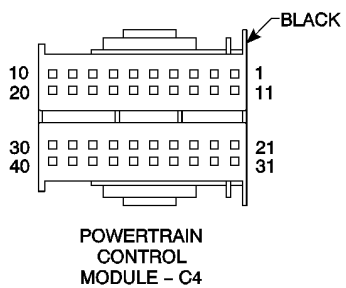 BLACK
10 1
20 11
30 21
40 31
POWERTRAIN
CONTROL
MODULE – C4